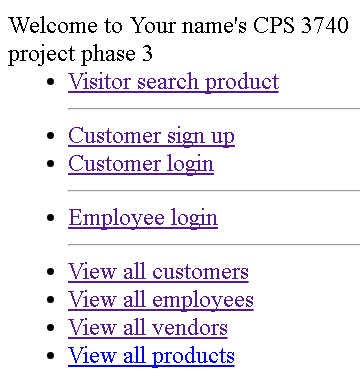 Welcome to Your name's CPS 3740
project phase 3
Visitor search product
Customer sign up
Customer login
Employee login
View all customers
View all employees
View all vendors
View all products